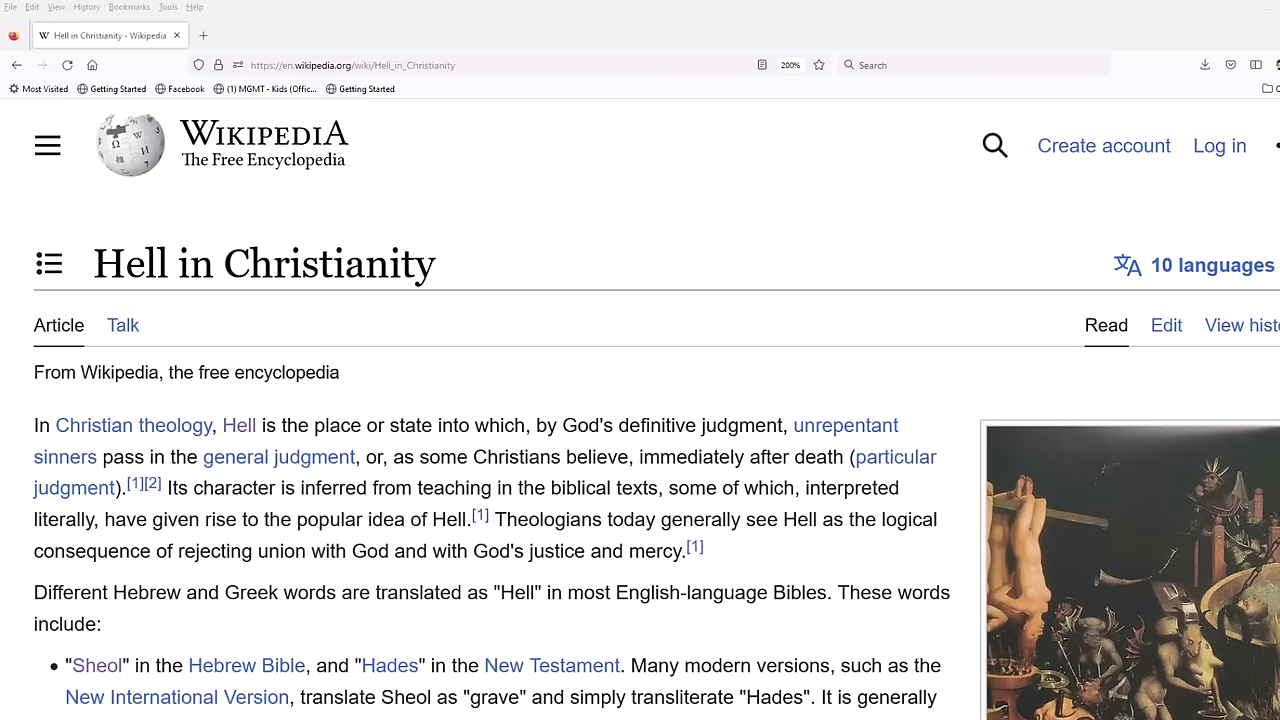 File Edit View History Bookmarks Tools Help
Hell in Christianity - Wikipedia
https://en.wikipedia.org/wiki/Hell_in_Christianity 200% Search
Most Visited Getting Started Facebook (1) MGMT - Kids (Offic... Getting Started
WIKIPEDIA
The Free Encyclopedia
Create account Log in
Hell in Christianity
10 languages
Article Talk Read Edit View hist
From Wikipedia, the free encyclopedia
In Christian theology, Hell is the place or state into which, by God's definitive judgment, unrepentant
sinners pass in the general judgment, or, as some Christians believe, immediately after death (particular
judgment).[1][2] Its character is inferred from teaching in the biblical texts, some of which, interpreted
literally, have given rise to the popular idea of Hell.[1] Theologians today generally see Hell as the logical
consequence of rejecting union with God and with God's justice and mercy.[1]
Different Hebrew and Greek words are translated as "Hell" in most English-language Bibles. These words
include:
• "Sheol" in the Hebrew Bible, and "Hades" in the New Testament. Many modern versions, such as the
New International Version, translate Sheol as "grave" and simply transliterate "Hades". It is generally